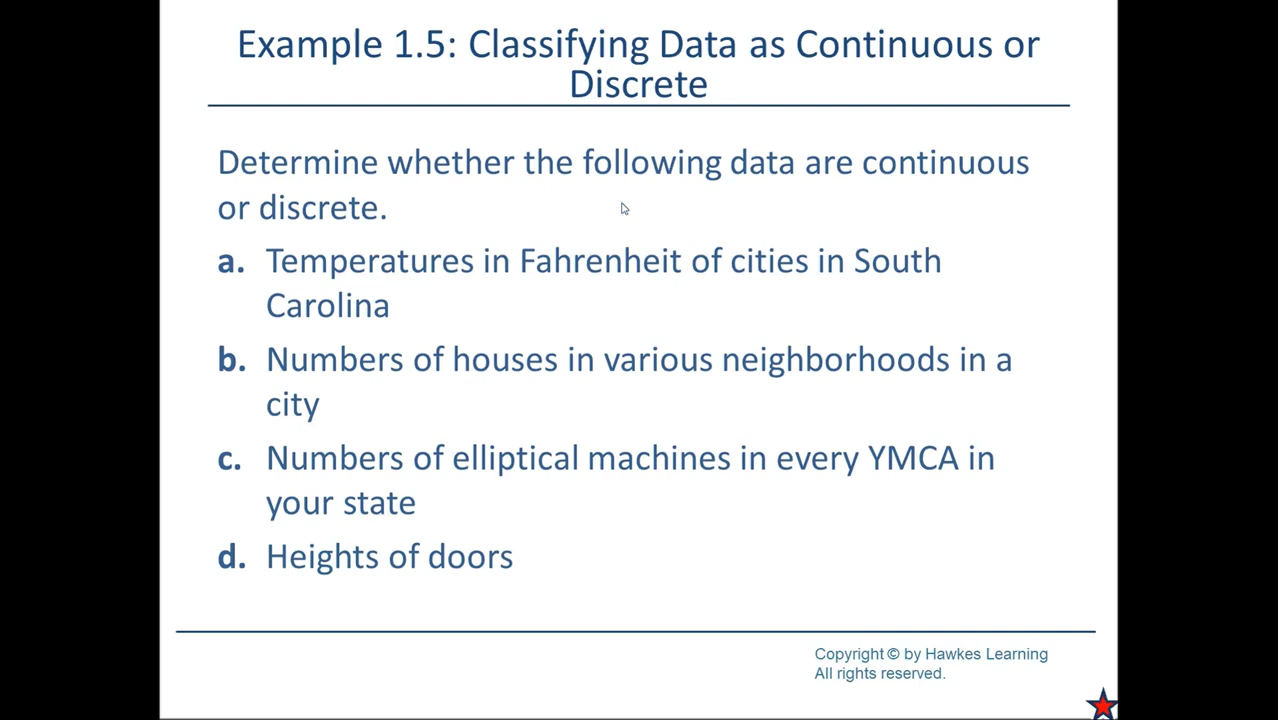 Example 1.5: Classifying Data as Continuous or
Discrete
Determine whether the following data are continuous
or discrete.
a. Temperatures in Fahrenheit of cities in South
Carolina
b. Numbers of houses in various neighborhoods in a
city
c. Numbers of elliptical machines in every YMCA in
your state
d. Heights of doors
Copyright © by Hawkes Learning
All rights reserved.